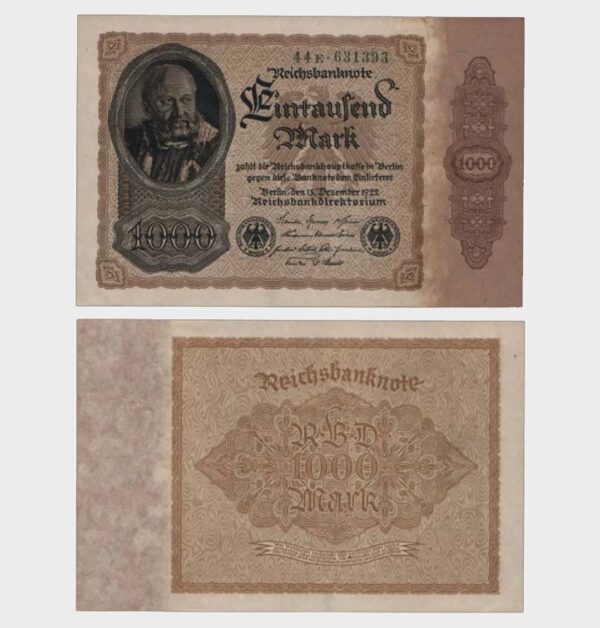 44E·631393
Reichsbanknote
Eintausend
Mark
zahlt die Reichsbankhauptkasse in Berlin
gegen diese Banknote dem Einlieferer
Berlin, den 15. Dezember 1922
Reichsbankdirektorium
1000
1000
Reichsbanknote
R·B·D
1000
Mark